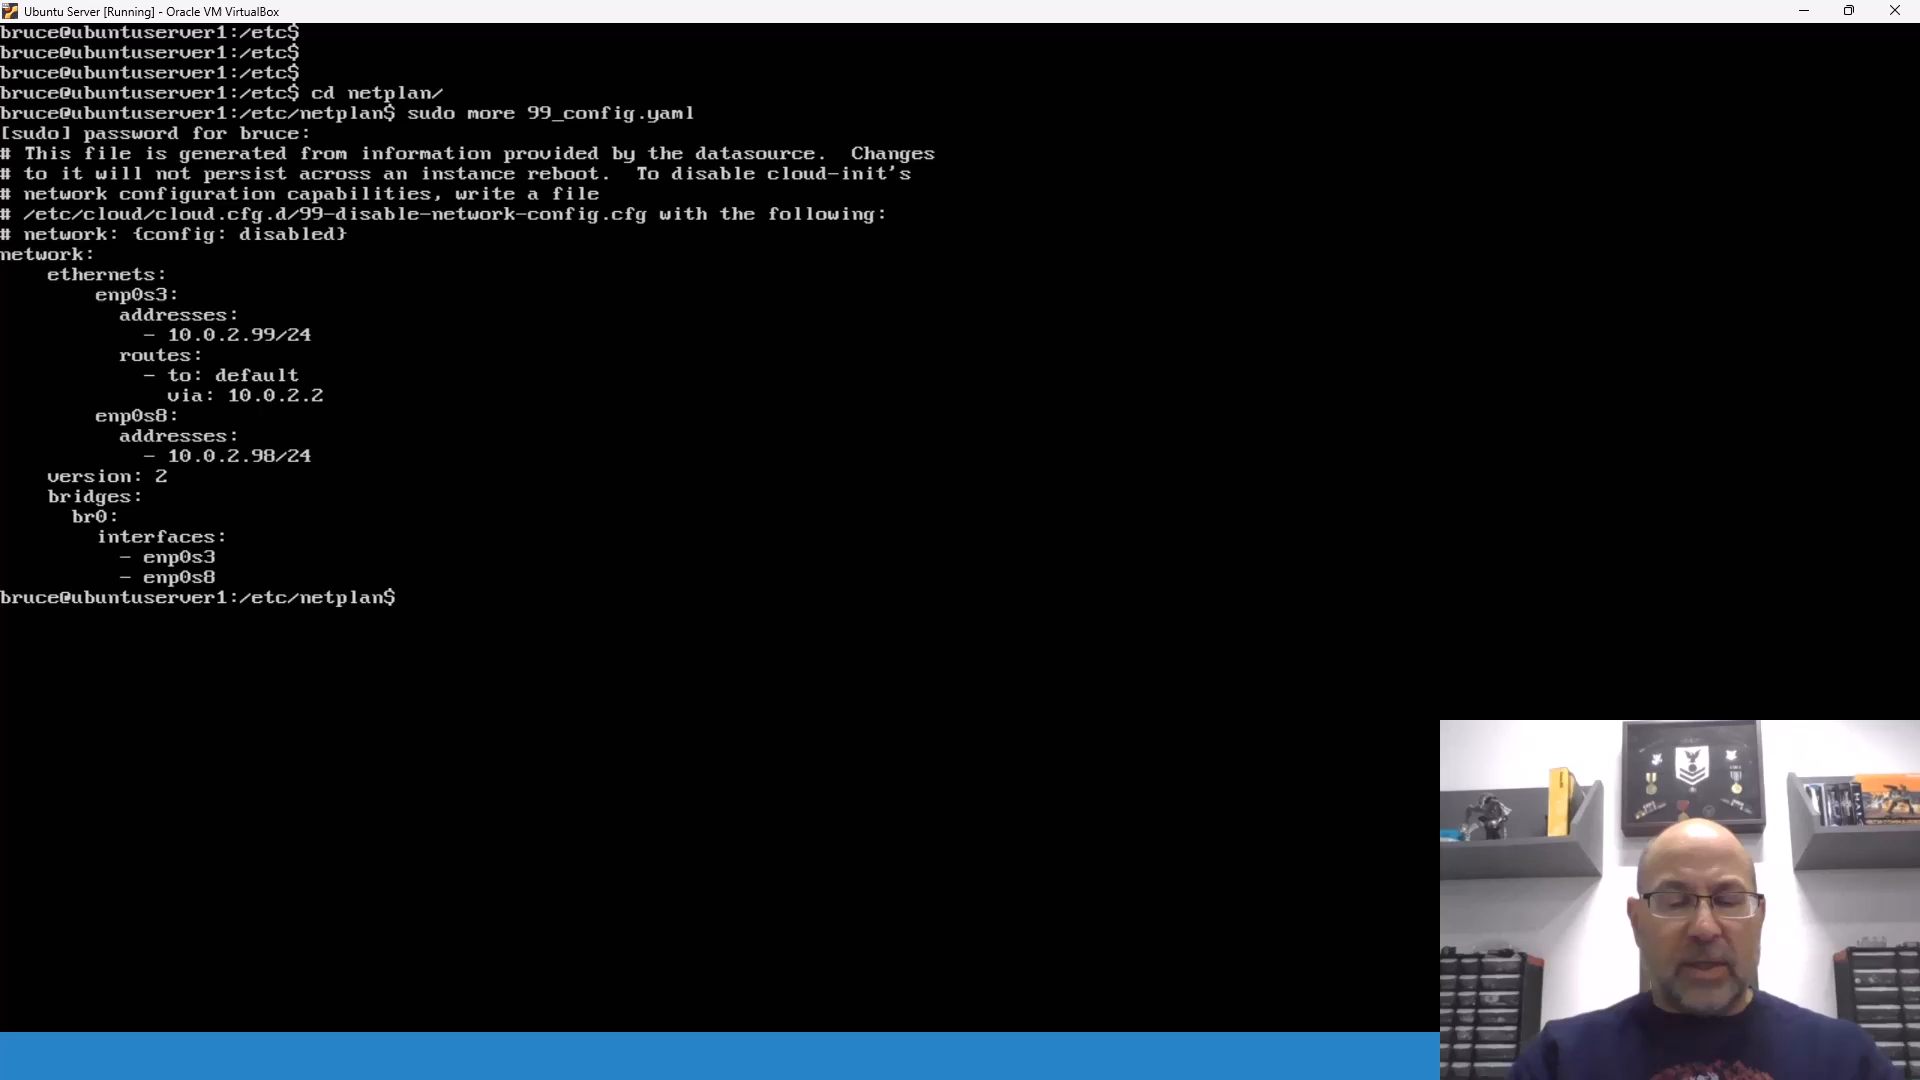 Ubuntu Server [Running] - Oracle VM VirtualBox
bruce@ubuntuserver1:/etc$
bruce@ubuntuserver1:/etc$
bruce@ubuntuserver1:/etc$
bruce@ubuntuserver1:/etc$ cd netplan/
bruce@ubuntuserver1:/etc/netplan$ sudo more 99_config.yaml
[sudo] password for bruce:
# This file is generated from information provided by the datasource.  Changes
# to it will not persist across an instance reboot.  To disable cloud-init's
# network configuration capabilities, write a file
# /etc/cloud/cloud.cfg.d/99-disable-network-config.cfg with the following:
# network: {config: disabled}
network:
    ethernets:
        enp0s3:
          addresses:
            - 10.0.2.99/24
          routes:
            - to: default
              via: 10.0.2.2
        enp0s8:
          addresses:
            - 10.0.2.98/24
    version: 2
    bridges:
      br0:
        interfaces:
          - enp0s3
          - enp0s8
bruce@ubuntuserver1:/etc/netplan$